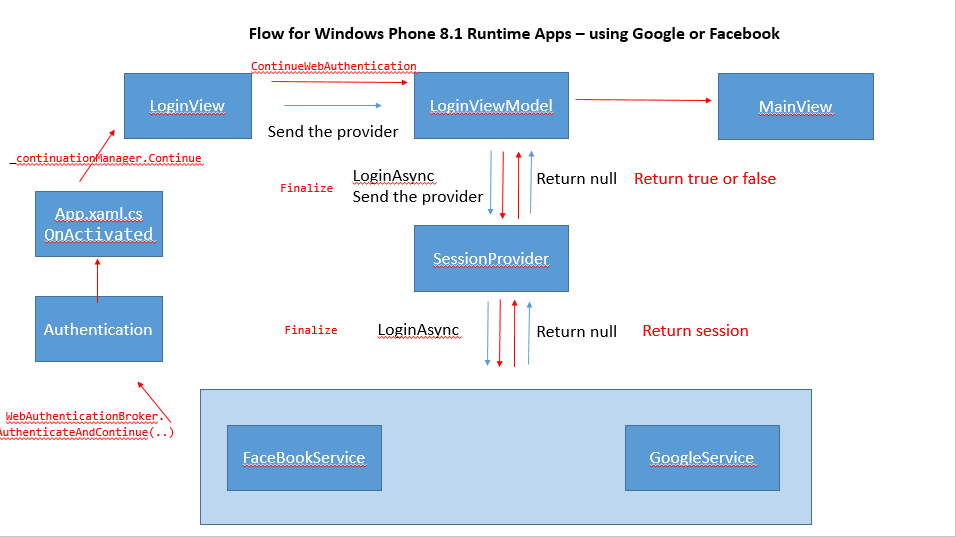 Flow for Windows Phone 8.1 Runtime Apps – using Google or Facebook
ContinueWebAuthentication
LoginView
LoginViewModel
MainView
Send the provider
_continuationManager.Continue
Finalize
LoginAsync
Send the provider
Return null
Return true or false
App.xaml.cs
OnActivated
SessionProvider
Authentication
Finalize
LoginAsync
Return null
Return session
WebAuthenticationBroker.
AuthenticateAndContinue(..)
FaceBookService
GoogleService